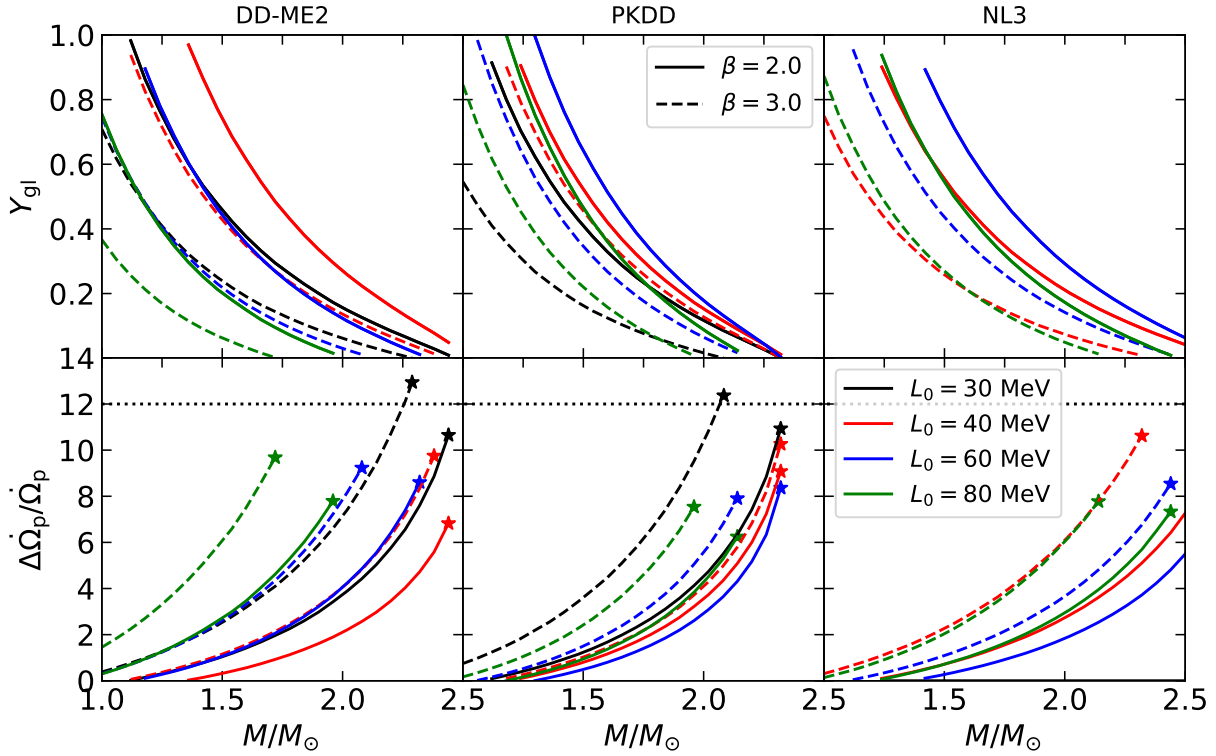 DD-ME2 PKDD NL3
1.0
0.8
0.6
0.4
0.2
Y_gl
β = 2.0
β = 3.0
14
12
10
8
6
4
2
0
ΔΩ̇_p/Ω̇_p
L_0 = 30 MeV
L_0 = 40 MeV
L_0 = 60 MeV
L_0 = 80 MeV
1.0 1.5 2.0 2.5 1.5 2.0 2.5 1.5 2.0 2.5
M/M_⊙ M/M_⊙ M/M_⊙